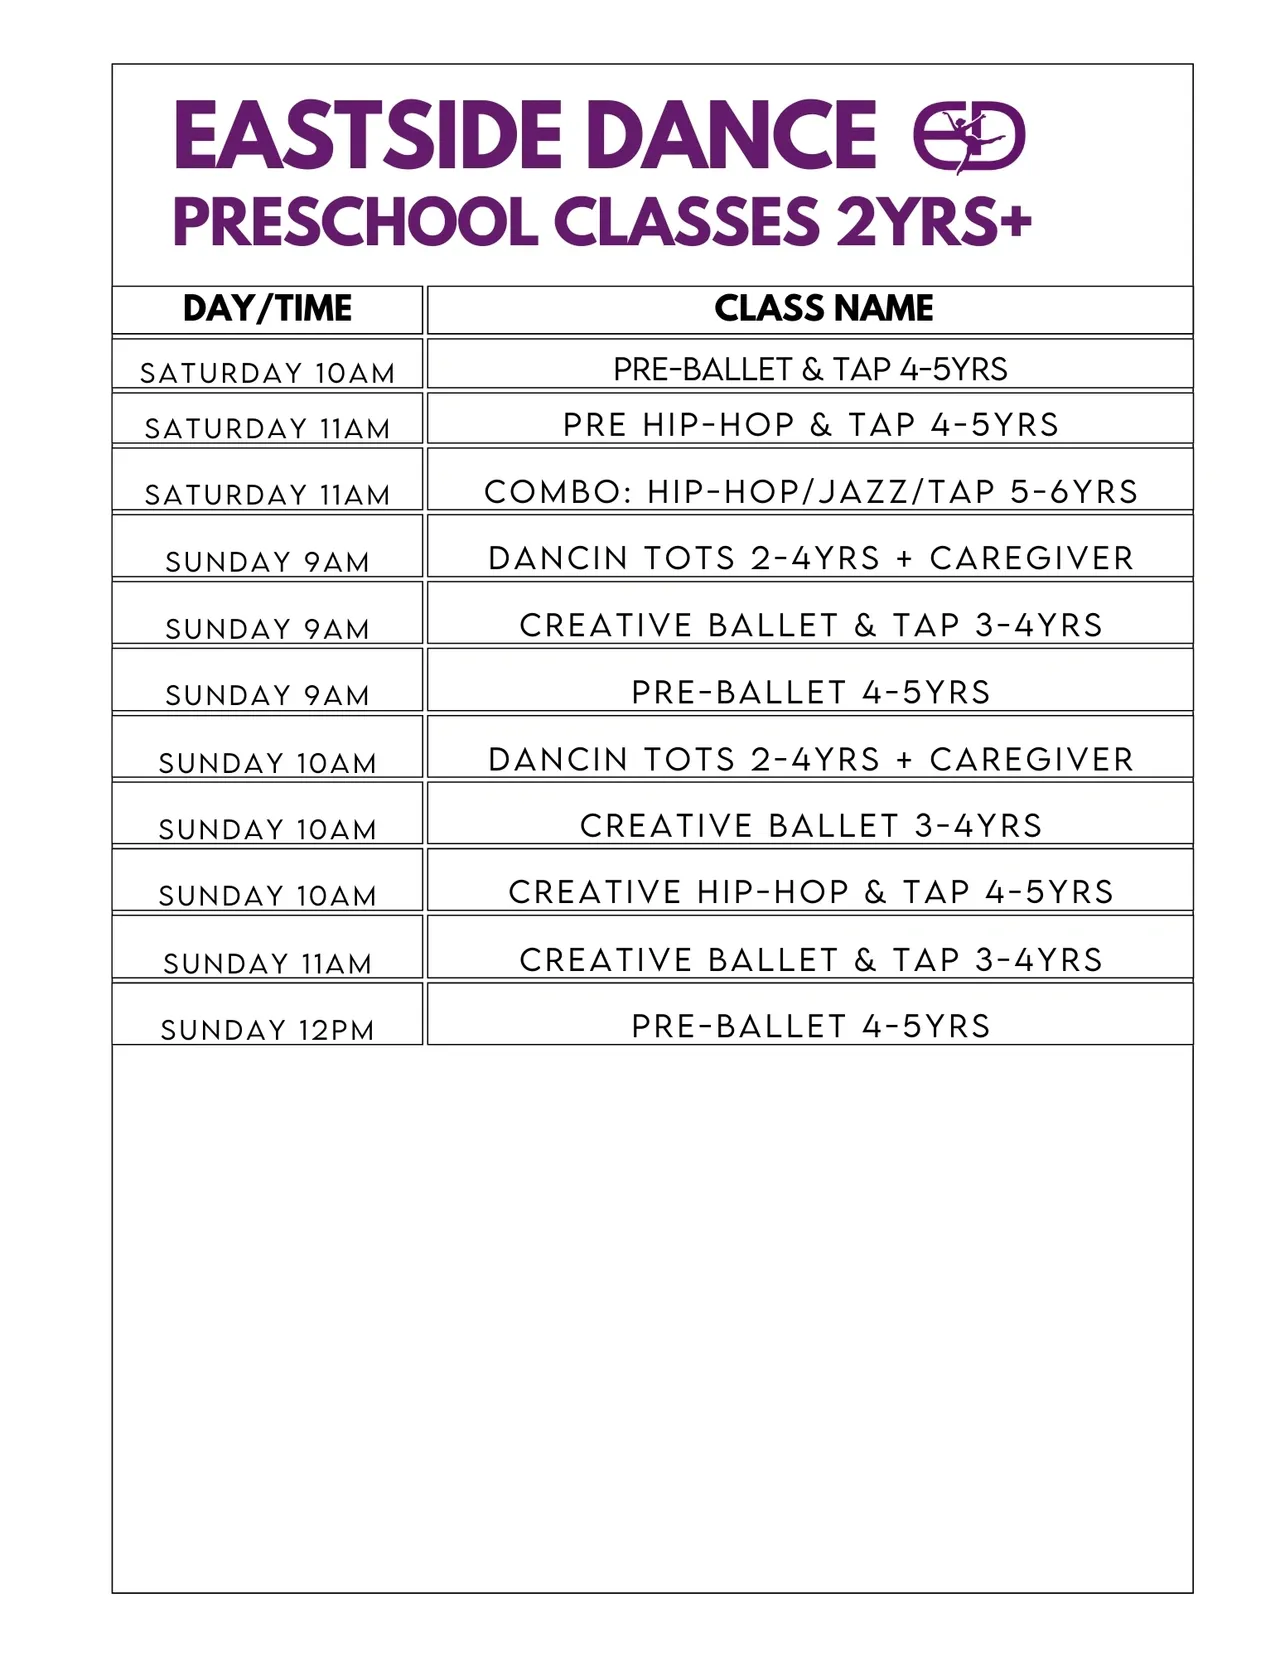 EASTSIDE DANCE ED
PRESCHOOL CLASSES 2YRS+
DAY/TIME CLASS NAME
SATURDAY 10AM PRE-BALLET & TAP 4-5YRS
SATURDAY 11AM PRE HIP-HOP & TAP 4-5YRS
SATURDAY 11AM COMBO: HIP-HOP/JAZZ/TAP 5-6YRS
SUNDAY 9AM DANCIN TOTS 2-4YRS + CAREGIVER
SUNDAY 9AM CREATIVE BALLET & TAP 3-4YRS
SUNDAY 9AM PRE-BALLET 4-5YRS
SUNDAY 10AM DANCIN TOTS 2-4YRS + CAREGIVER
SUNDAY 10AM CREATIVE BALLET 3-4YRS
SUNDAY 10AM CREATIVE HIP-HOP & TAP 4-5YRS
SUNDAY 11AM CREATIVE BALLET & TAP 3-4YRS
SUNDAY 12PM PRE-BALLET 4-5YRS